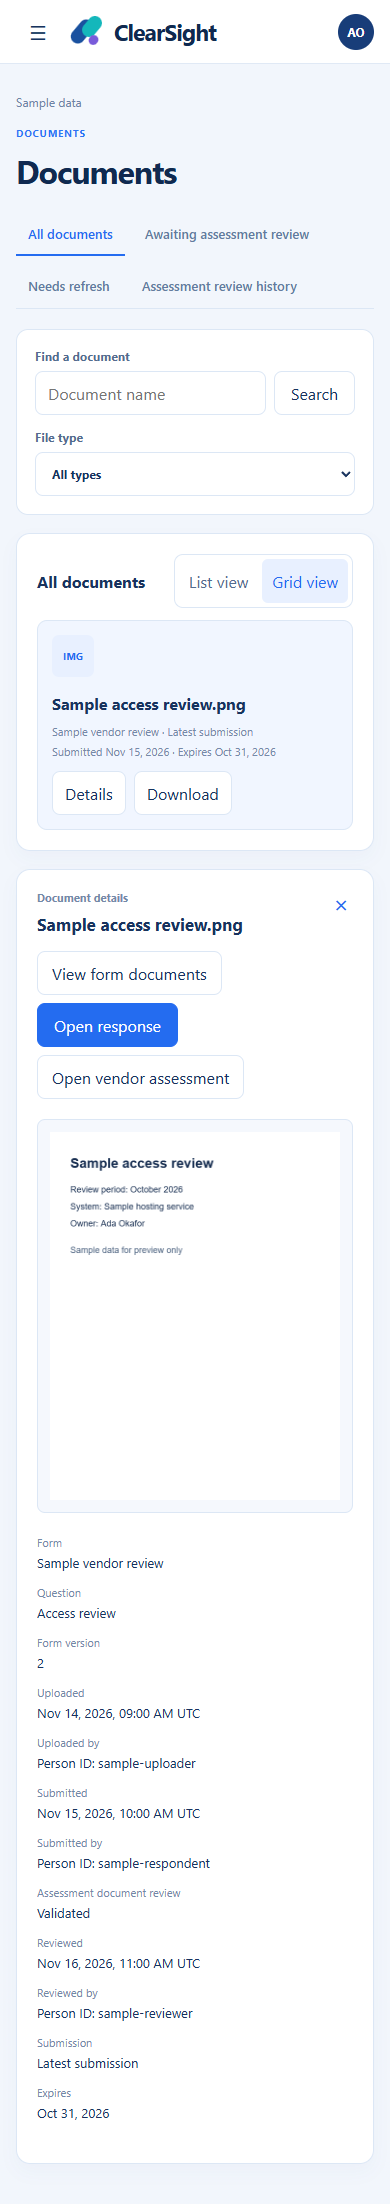 ClearSight
AO
Sample data
DOCUMENTS
Documents
All documents
Awaiting assessment review
Needs refresh
Assessment review history
Find a document
Document name
Search
File type
All types
All documents
List view
Grid view
IMG
Sample access review.png
Sample vendor review · Latest submission
Submitted Nov 15, 2026 · Expires Oct 31, 2026
Details
Download
Document details
Sample access review.png
View form documents
Open response
Open vendor assessment
Sample access review
Review period: October 2026
System: Sample hosting service
Owner: Ada Okafor
Sample data for preview only
Form
Sample vendor review
Question
Access review
Form version
2
Uploaded
Nov 14, 2026, 09:00 AM UTC
Uploaded by
Person ID: sample-uploader
Submitted
Nov 15, 2026, 10:00 AM UTC
Submitted by
Person ID: sample-respondent
Assessment document review
Validated
Reviewed
Nov 16, 2026, 11:00 AM UTC
Reviewed by
Person ID: sample-reviewer
Submission
Latest submission
Expires
Oct 31, 2026